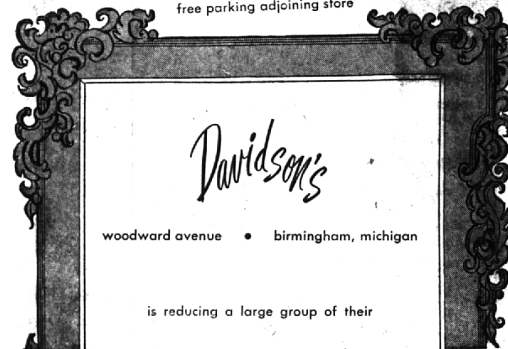 free parking adjoining store
Davidson's
woodward avenue • birmingham, michigan
is reducing a large group of their